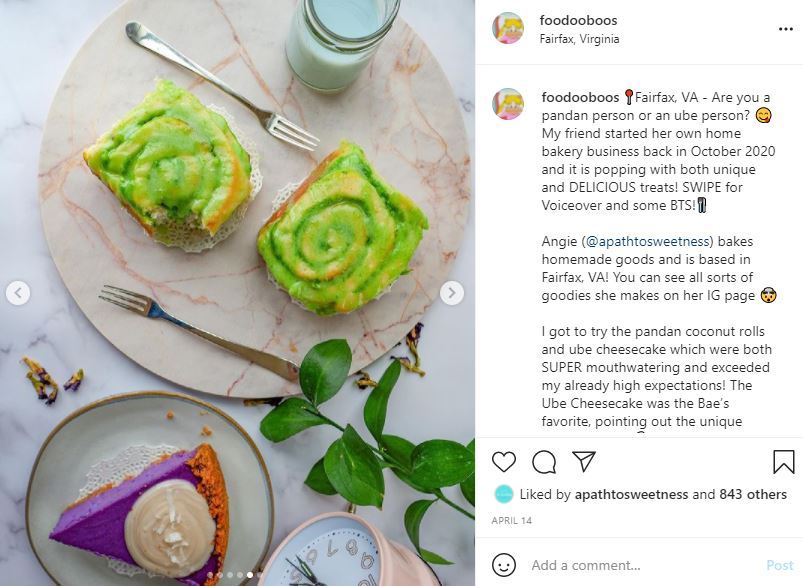 foodooboos
Fairfax, Virginia
foodooboos 📍Fairfax, VA - Are you a
pandan person or an ube person? 😋
My friend started her own home
bakery business back in October 2020
and it is popping with both unique
and DELICIOUS treats! SWIPE for
Voiceover and some BTS!
Angie (@apathtosweetness) bakes
homemade goods and is based in
Fairfax, VA! You can see all sorts of
goodies she makes on her IG page 🤯
I got to try the pandan coconut rolls
and ube cheesecake which were both
SUPER mouthwatering and exceeded
my already high expectations! The
Ube Cheesecake was the Bae's
favorite, pointing out the unique
Liked by apathtosweetness and 843 others
APRIL 14
Add a comment... Post